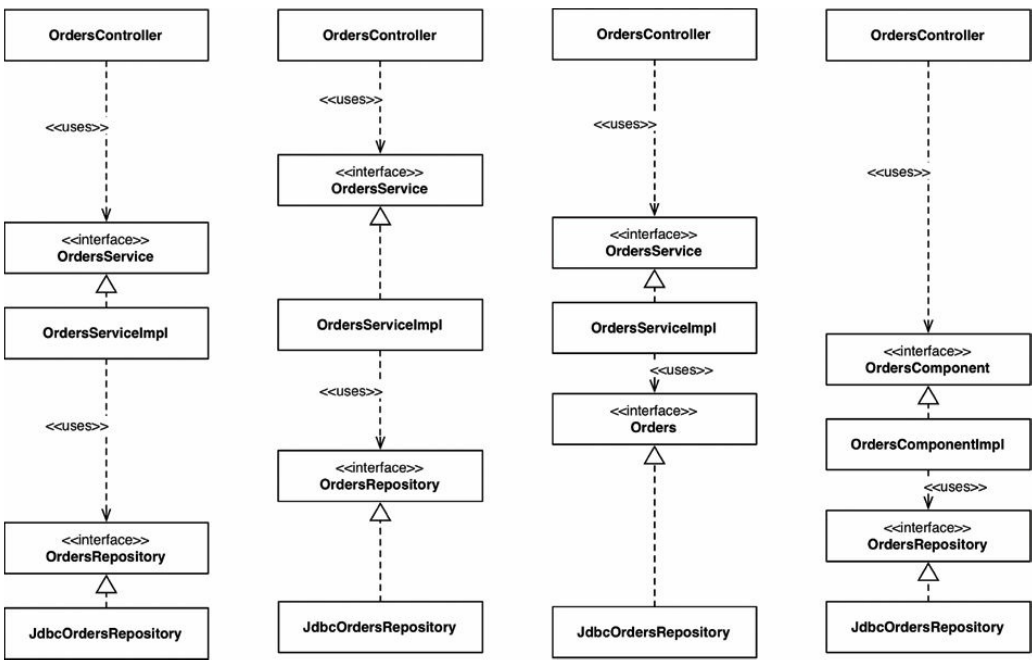 OrdersController
<<uses>>
<<interface>>
OrdersService
OrdersServiceImpl
<<uses>>
<<interface>>
OrdersRepository
JdbcOrdersRepository
OrdersController
<<uses>>
<<interface>>
OrdersService
OrdersServiceImpl
<<uses>>
<<interface>>
OrdersRepository
JdbcOrdersRepository
OrdersController
<<uses>>
<<interface>>
OrdersService
OrdersServiceImpl
<<uses>>
<<interface>>
Orders
JdbcOrdersRepository
OrdersController
<<uses>>
<<interface>>
OrdersComponent
OrdersComponentImpl
<<uses>>
<<interface>>
OrdersRepository
JdbcOrdersRepository